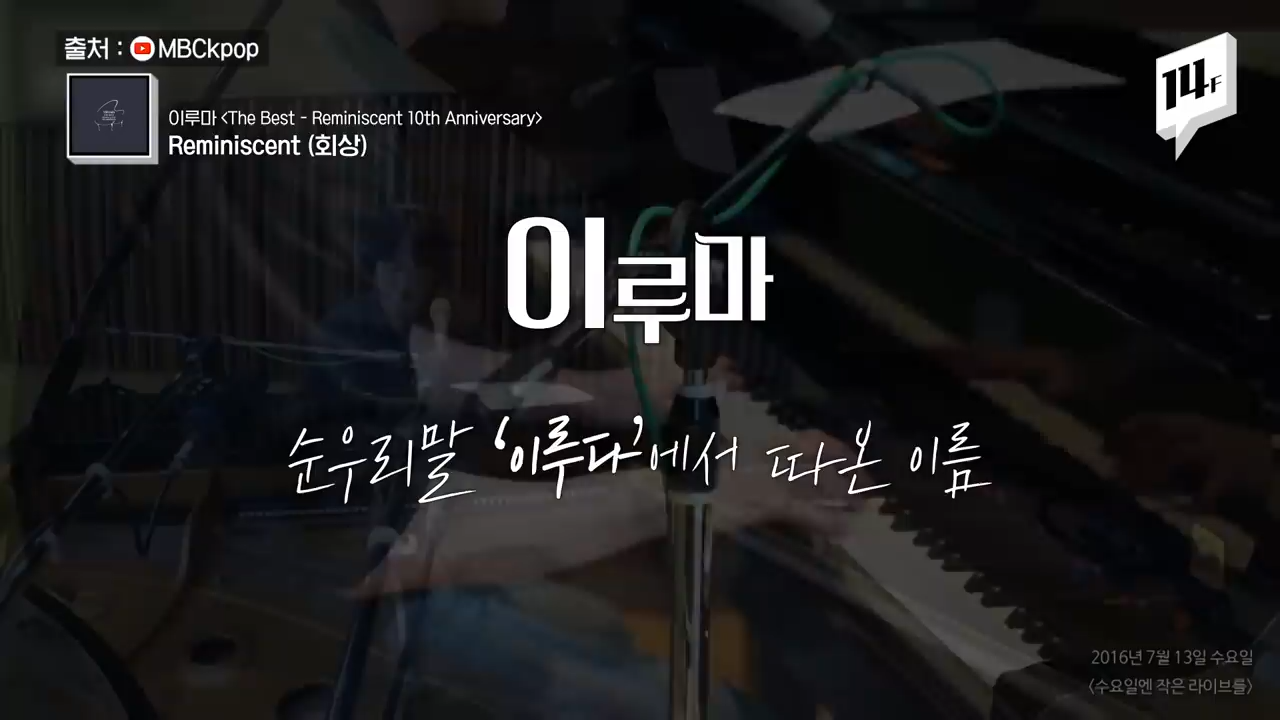 출처 : MBCkpop
이루마 <The Best - Reminiscent 10th Anniversary>
Reminiscent (회상)
14F
이루마
순우리말 '이루다'에서 따온 이름
2016년 7월 13일 수요일
<수요일엔 작은 라이브를>